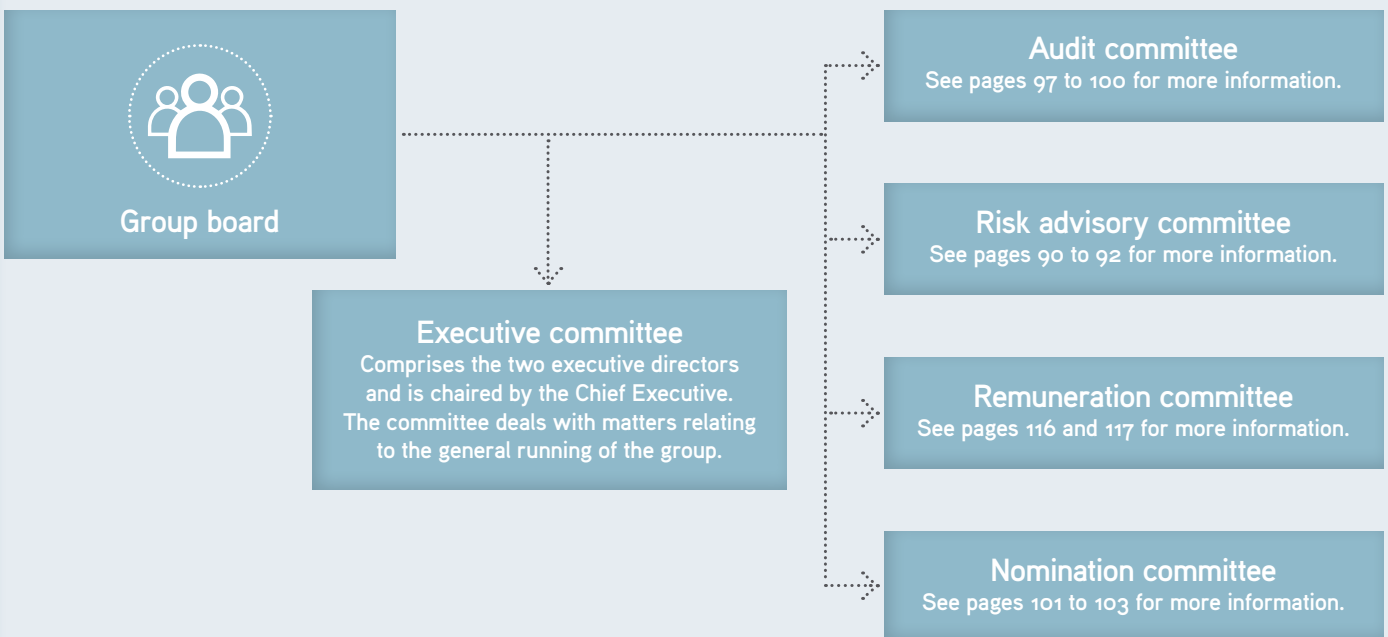 Group board
Executive committee
Comprises the two executive directors
and is chaired by the Chief Executive.
The committee deals with matters relating
to the general running of the group.
Audit committee
See pages 97 to 100 for more information.
Risk advisory committee
See pages 90 to 92 for more information.
Remuneration committee
See pages 116 and 117 for more information.
Nomination committee
See pages 101 to 103 for more information.